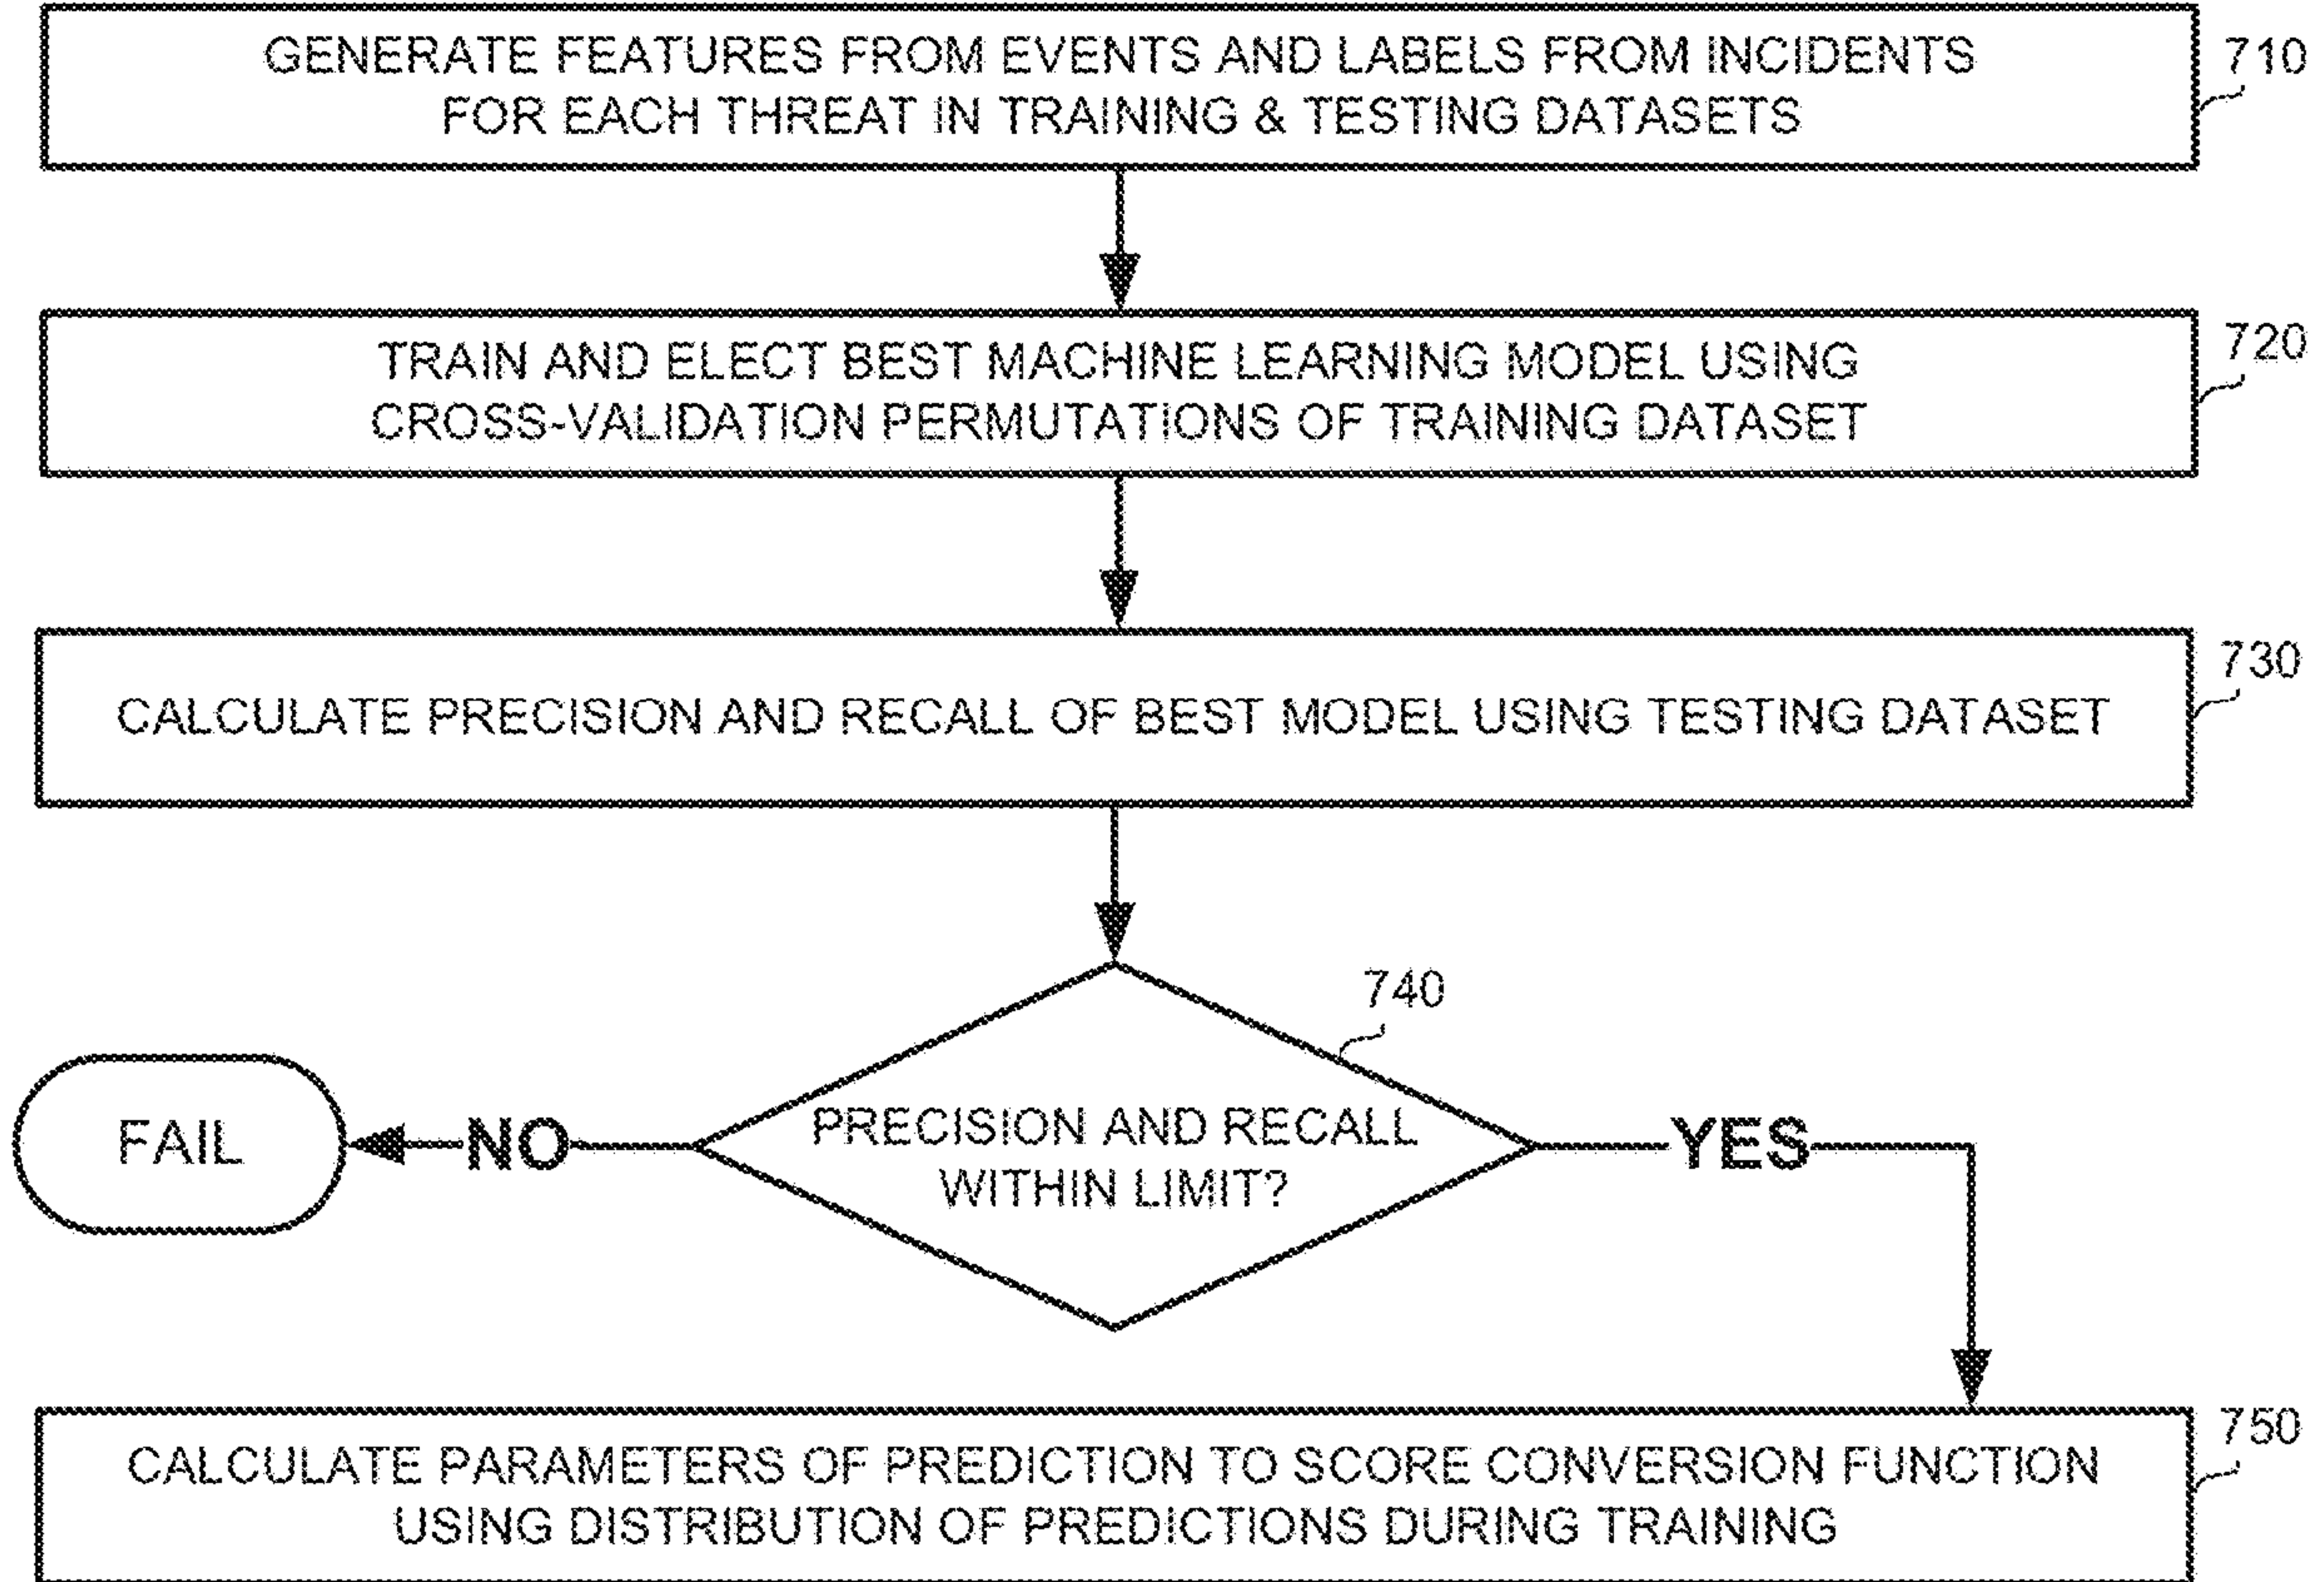 GENERATE FEATURES FROM EVENTS AND LABELS FROM INCIDENTS
FOR EACH THREAT IN TRAINING & TESTING DATASETS
710
TRAIN AND ELECT BEST MACHINE LEARNING MODEL USING
CROSS-VALIDATION PERMUTATIONS OF TRAINING DATASET
720
CALCULATE PRECISION AND RECALL OF BEST MODEL USING TESTING DATASET
730
740
PRECISION AND RECALL
WITHIN LIMIT?
NO
FAIL
YES
CALCULATE PARAMETERS OF PREDICTION TO SCORE CONVERSION FUNCTION
USING DISTRIBUTION OF PREDICTIONS DURING TRAINING
750